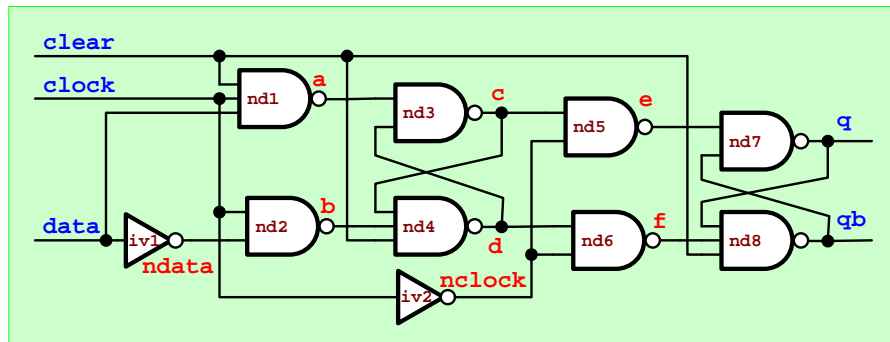 clear
clock
a
nd1
c
nd3
e
nd5
q
nd7
data
iv1
ndata
b
nd2
nd4
d
f
nd6
qb
nd8
iv2
nclock